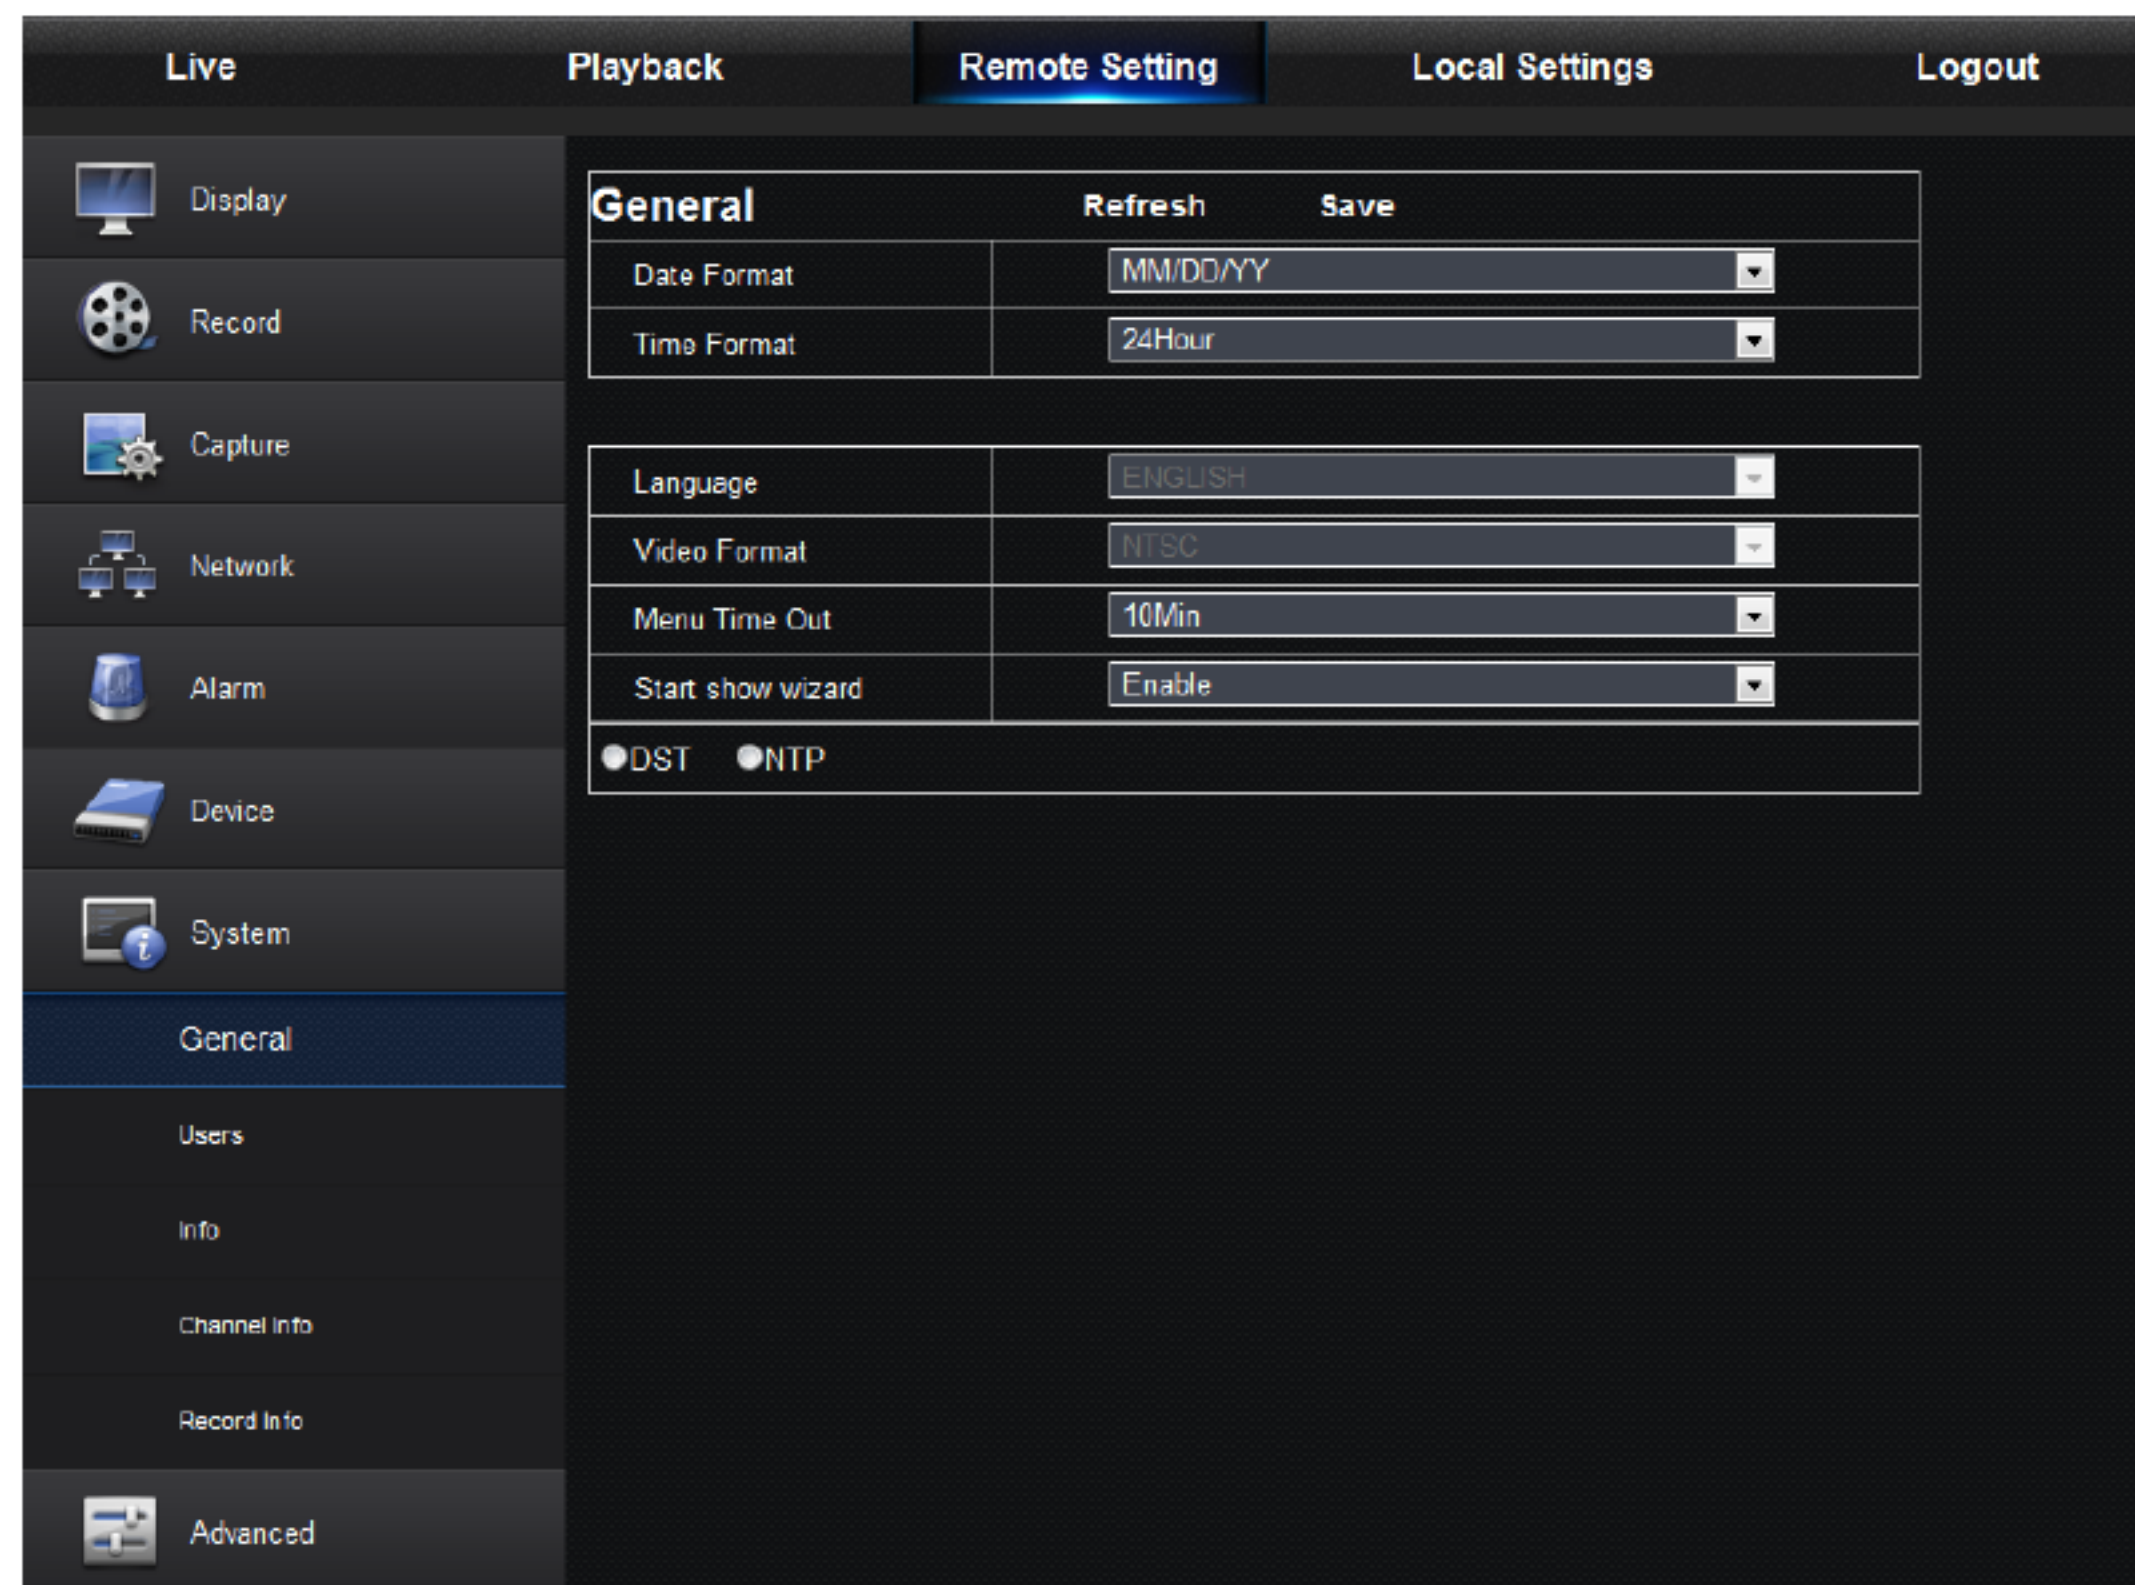 Live Playback Remote Setting Local Settings Logout
Display
Record
Capture
Network
Alarm
Device
System
General
Users
Info
Channel Info
Record Info
Advanced
General Refresh Save
Date Format MM/DD/YY
Time Format 24Hour
Language ENGLISH
Video Format NTSC
Menu Time Out 10Min
Start show wizard Enable
DST NTP